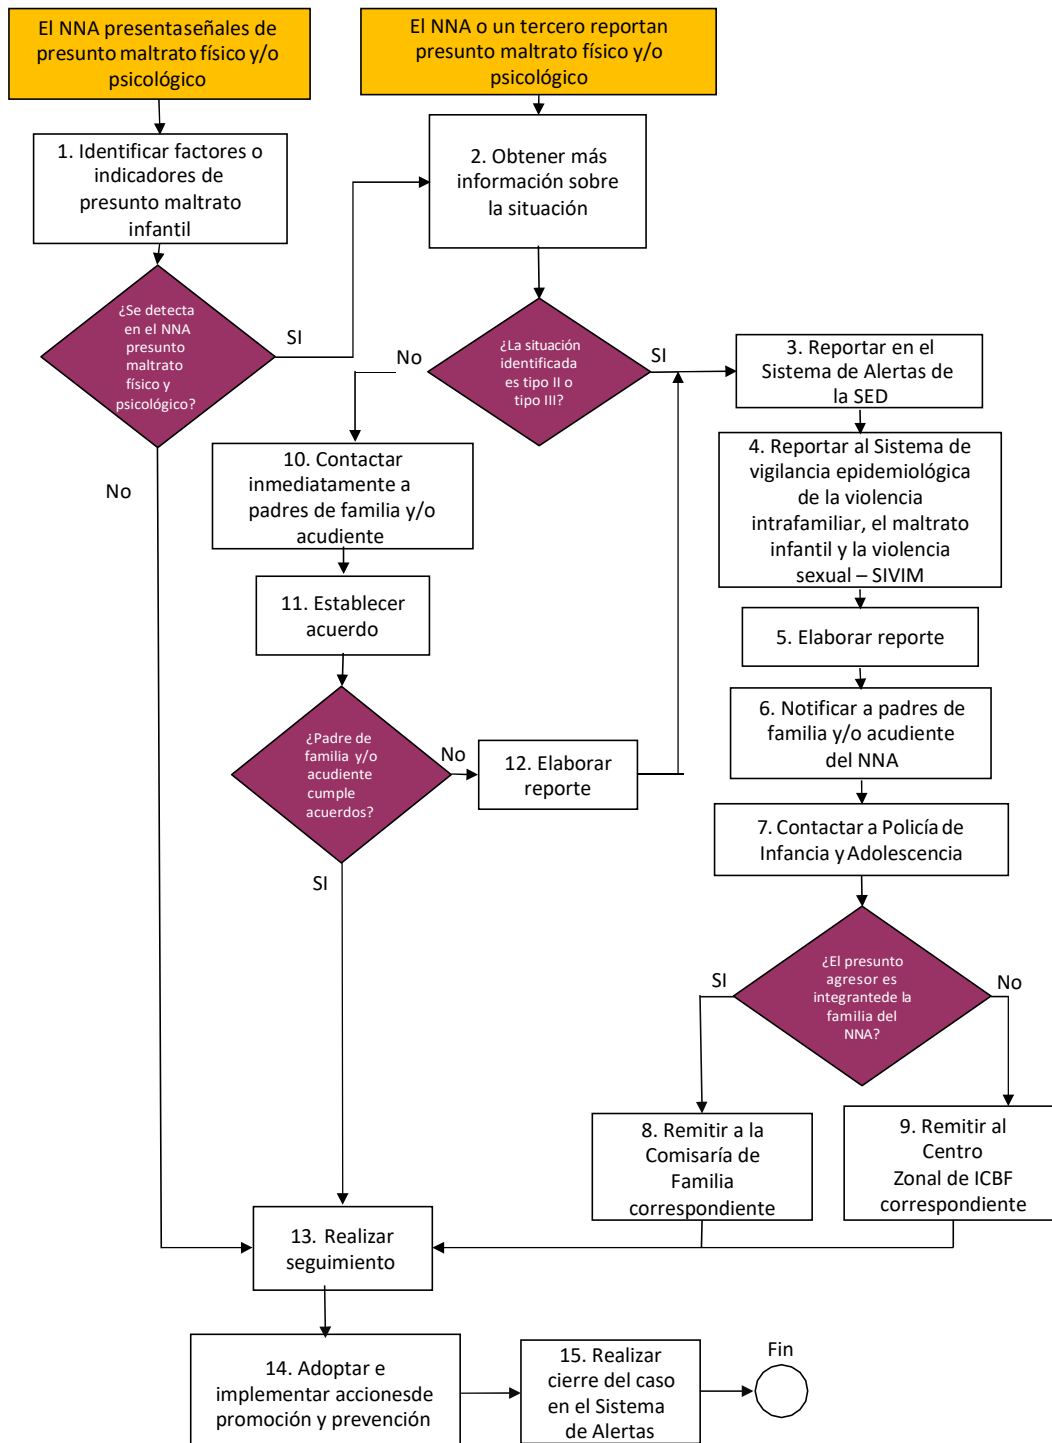 El NNA presentaseñales de
presunto maltrato físico y/o
psicológico
El NNA o un tercero reportan
presunto maltrato físico y/o
psicológico
1. Identificar factores o
indicadores de
presunto maltrato
infantil
2. Obtener más
información sobre
la situación
¿Se detecta
en el NNA
presunto
maltrato
físico y
psicológico?
SI
No
¿La situación
identificada
es tipo II o
tipo III?
No
SI
3. Reportar en el
Sistema de Alertas de
la SED
4. Reportar al Sistema de
vigilancia epidemiológica
de la violencia
intrafamiliar, el maltrato
infantil y la violencia
sexual – SIVIM
5. Elaborar reporte
6. Notificar a padres de
familia y/o acudiente
del NNA
7. Contactar a Policía de
Infancia y Adolescencia
¿El presunto
agresor es
integrantede la
familia del
NNA?
SI
No
8. Remitir a la
Comisaría de
Familia
correspondiente
9. Remitir al
Centro
Zonal de ICBF
correspondiente
10. Contactar
inmediatamente a
padres de familia y/o
acudiente
11. Establecer
acuerdo
¿Padre de
familia y/o
acudiente
cumple
acuerdos?
No
SI
12. Elaborar
reporte
13. Realizar
seguimiento
14. Adoptar e
implementar accionesde
promoción y prevención
15. Realizar
cierre del caso
en el Sistema
de Alertas
Fin